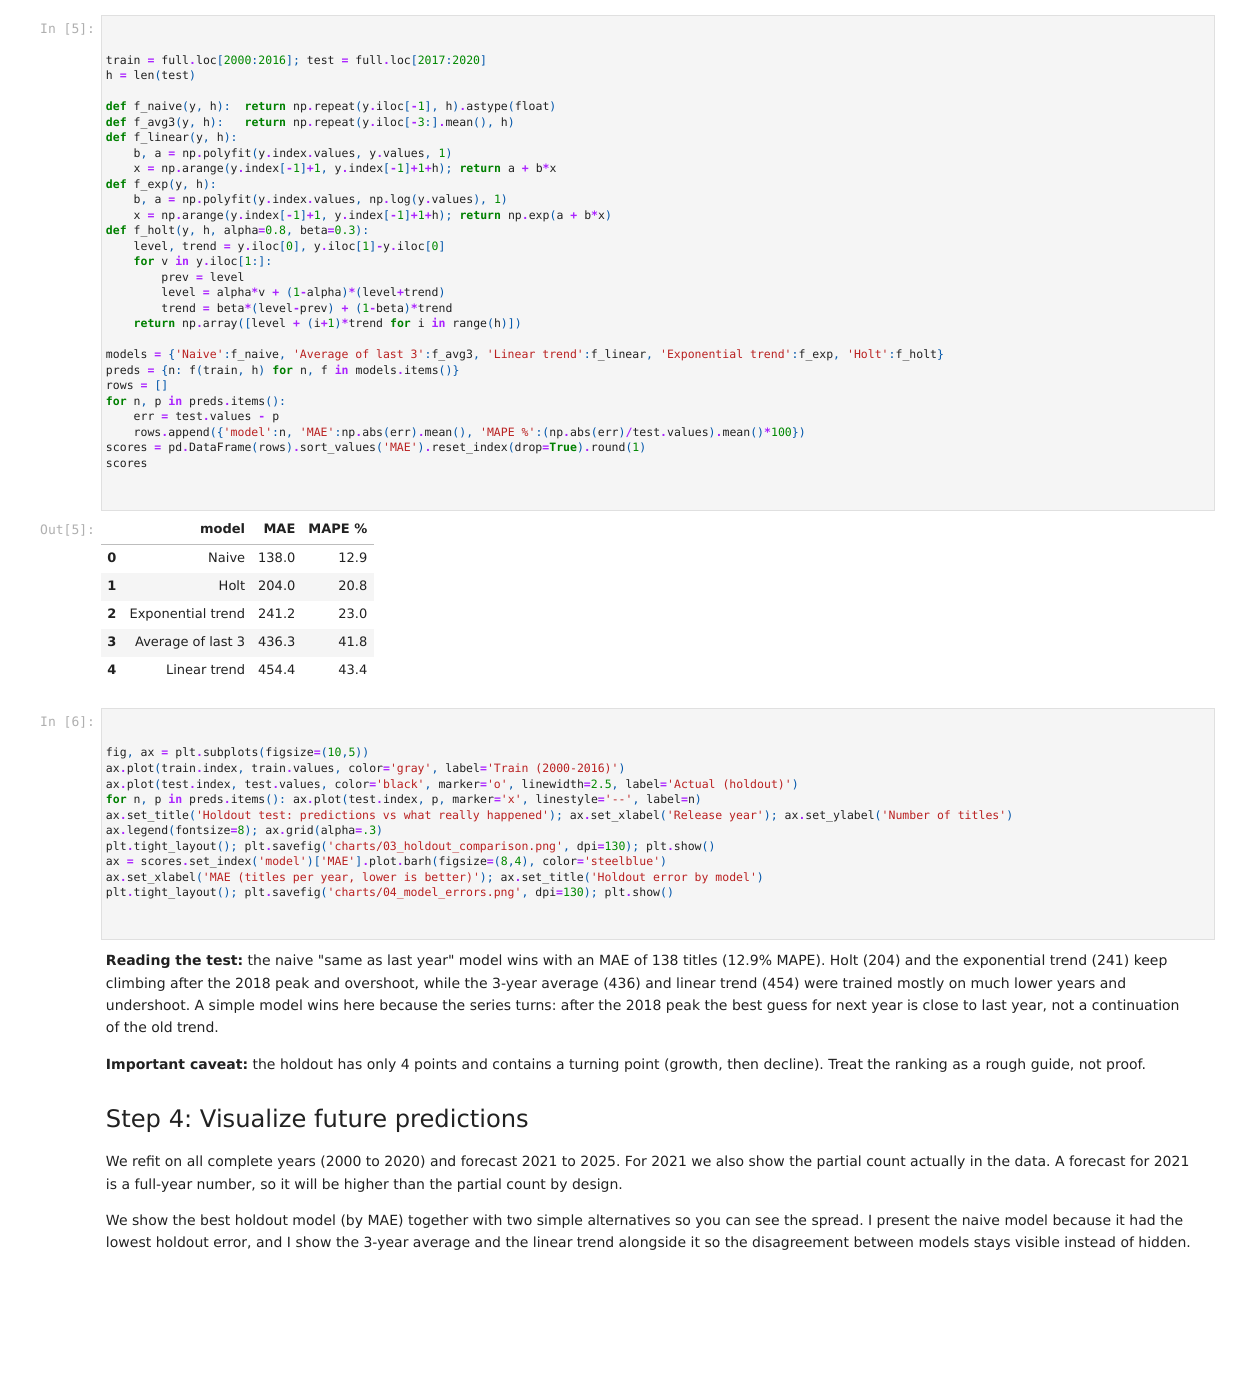 In [5]:
train = full.loc[2000:2016]; test = full.loc[2017:2020]
h = len(test)
def f_naive(y, h):  return np.repeat(y.iloc[-1], h).astype(float)
def f_avg3(y, h):   return np.repeat(y.iloc[-3:].mean(), h)
def f_linear(y, h):
    b, a = np.polyfit(y.index.values, y.values, 1)
    x = np.arange(y.index[-1]+1, y.index[-1]+1+h); return a + b*x
def f_exp(y, h):
    b, a = np.polyfit(y.index.values, np.log(y.values), 1)
    x = np.arange(y.index[-1]+1, y.index[-1]+1+h); return np.exp(a + b*x)
def f_holt(y, h, alpha=0.8, beta=0.3):
    level, trend = y.iloc[0], y.iloc[1]-y.iloc[0]
    for v in y.iloc[1:]:
        prev = level
        level = alpha*v + (1-alpha)*(level+trend)
        trend = beta*(level-prev) + (1-beta)*trend
    return np.array([level + (i+1)*trend for i in range(h)])
models = {'Naive':f_naive, 'Average of last 3':f_avg3, 'Linear trend':f_linear, 'Exponential trend':f_exp, 'Holt':f_holt}
preds = {n: f(train, h) for n, f in models.items()}
rows = []
for n, p in preds.items():
    err = test.values - p
    rows.append({'model':n, 'MAE':np.abs(err).mean(), 'MAPE %':(np.abs(err)/test.values).mean()*100})
scores = pd.DataFrame(rows).sort_values('MAE').reset_index(drop=True).round(1)
scores
Out[5]:
model MAE MAPE %
0 Naive 138.0 12.9
1 Holt 204.0 20.8
2 Exponential trend 241.2 23.0
3 Average of last 3 436.3 41.8
4 Linear trend 454.4 43.4
In [6]:
fig, ax = plt.subplots(figsize=(10,5))
ax.plot(train.index, train.values, color='gray', label='Train (2000-2016)')
ax.plot(test.index, test.values, color='black', marker='o', linewidth=2.5, label='Actual (holdout)')
for n, p in preds.items(): ax.plot(test.index, p, marker='x', linestyle='--', label=n)
ax.set_title('Holdout test: predictions vs what really happened'); ax.set_xlabel('Release year'); ax.set_ylabel('Number of titles')
ax.legend(fontsize=8); ax.grid(alpha=.3)
plt.tight_layout(); plt.savefig('charts/03_holdout_comparison.png', dpi=130); plt.show()
ax = scores.set_index('model')['MAE'].plot.barh(figsize=(8,4), color='steelblue')
ax.set_xlabel('MAE (titles per year, lower is better)'); ax.set_title('Holdout error by model')
plt.tight_layout(); plt.savefig('charts/04_model_errors.png', dpi=130); plt.show()
Reading the test: the naive "same as last year" model wins with an MAE of 138 titles (12.9% MAPE). Holt (204) and the exponential trend (241) keep
climbing after the 2018 peak and overshoot, while the 3-year average (436) and linear trend (454) were trained mostly on much lower years and
undershoot. A simple model wins here because the series turns: after the 2018 peak the best guess for next year is close to last year, not a continuation
of the old trend.
Important caveat: the holdout has only 4 points and contains a turning point (growth, then decline). Treat the ranking as a rough guide, not proof.
Step 4: Visualize future predictions
We refit on all complete years (2000 to 2020) and forecast 2021 to 2025. For 2021 we also show the partial count actually in the data. A forecast for 2021
is a full-year number, so it will be higher than the partial count by design.
We show the best holdout model (by MAE) together with two simple alternatives so you can see the spread. I present the naive model because it had the
lowest holdout error, and I show the 3-year average and the linear trend alongside it so the disagreement between models stays visible instead of hidden.